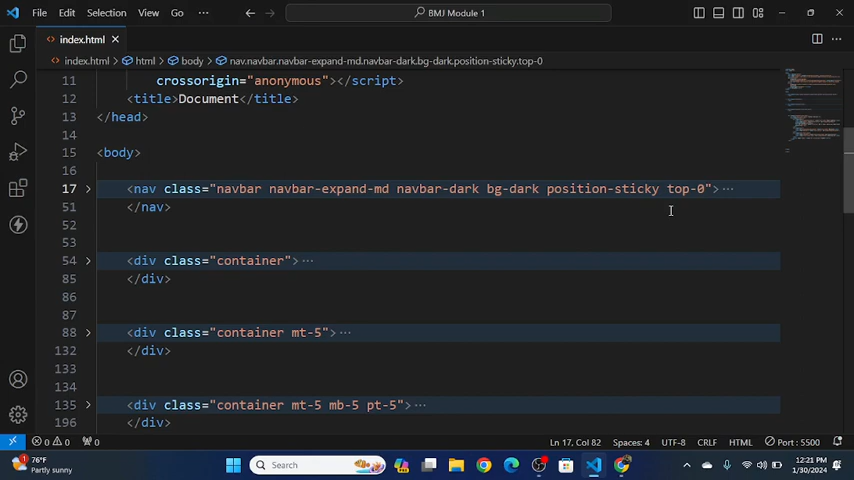 File Edit Selection View Go ··· BMJ Module 1
index.html
index.html > html > body > nav.navbar.navbar-expand-md.navbar-dark.bg-dark.position-sticky.top-0
11 crossorigin="anonymous"></script>
12 <title>Document</title>
13 </head>
14
15 <body>
16
17 <nav class="navbar navbar-expand-md navbar-dark bg-dark position-sticky top-0">···
51 </nav>
52
53
54 <div class="container">···
85 </div>
86
87
88 <div class="container mt-5">···
132 </div>
133
134
135 <div class="container mt-5 mb-5 pt-5">···
196 </div>
0 0 0 Ln 17, Col 82 Spaces: 4 UTF-8 CRLF HTML Port : 5500
76°F
Partly sunny
Search
12:21 PM
1/30/2024